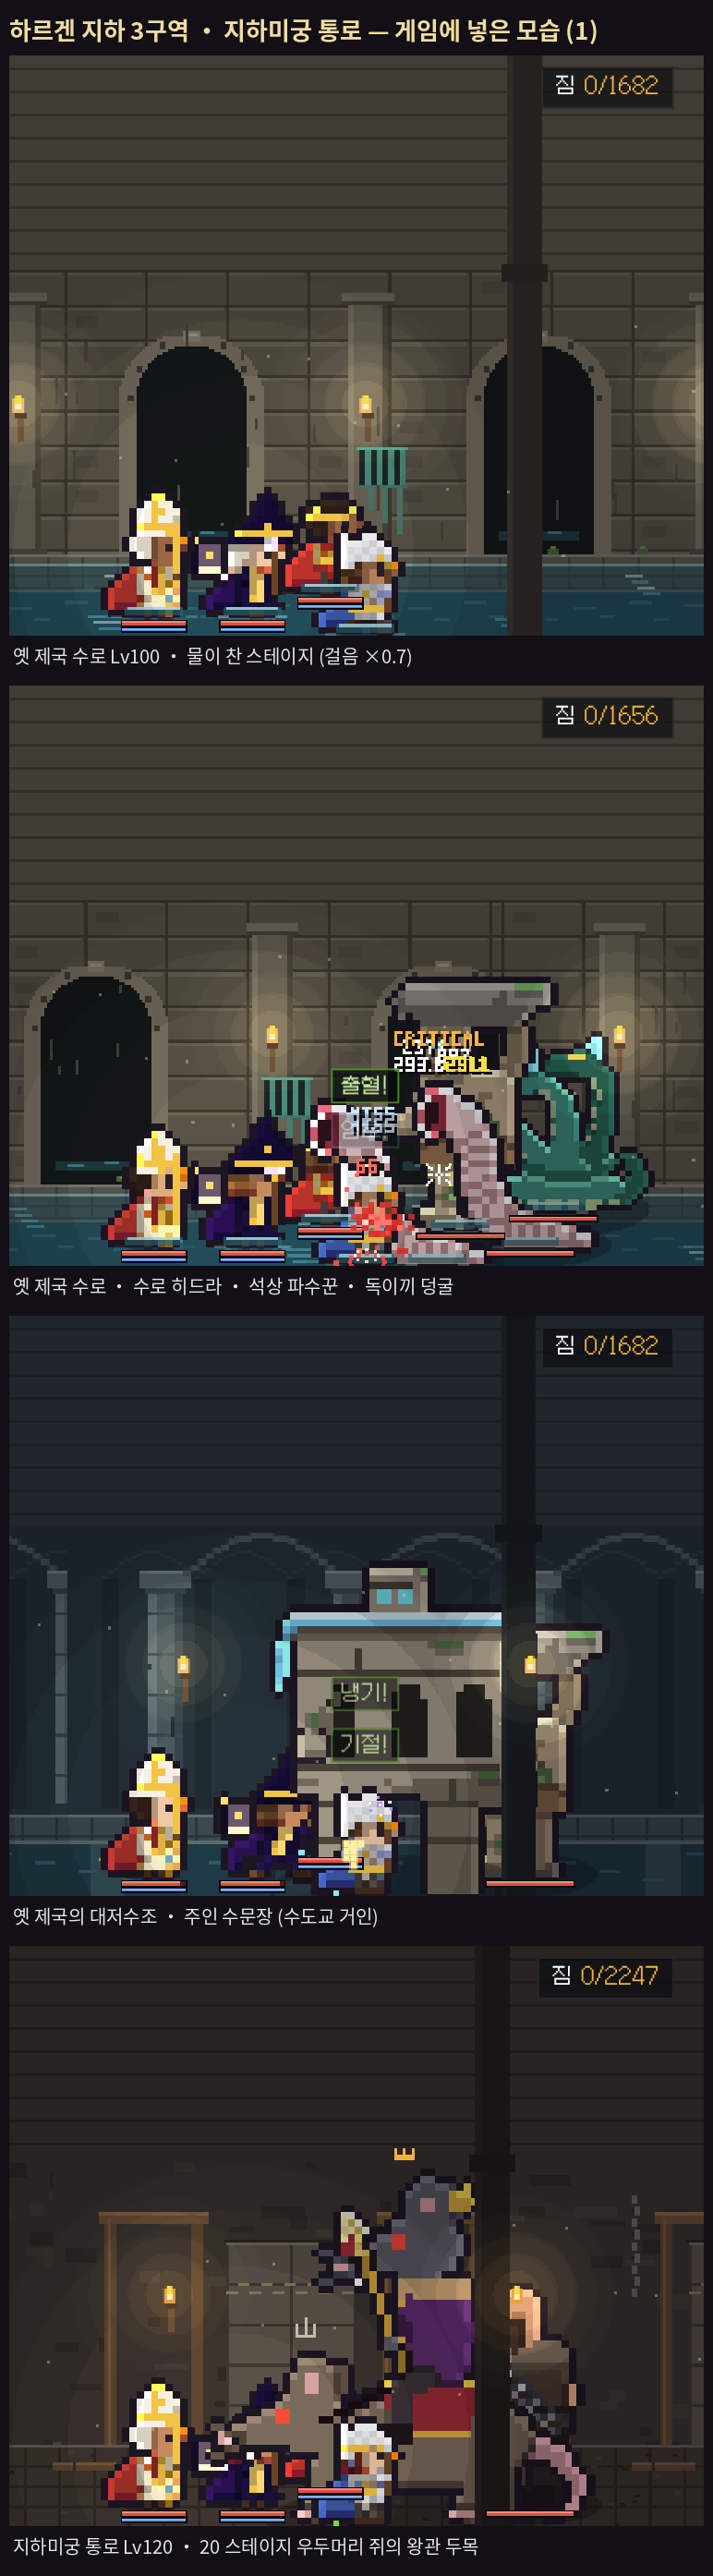 하르겐 지하 3구역 • 지하미궁 통로 — 게임에 넣은 모습 (1)
짐 0/1682
옛 제국 수로 Lv100 • 물이 찬 스테이지 (걸음 ×0.7)
짐 0/1656
CRITICAL
출혈!
MISS
66
옛 제국 수로 • 수로 히드라 • 석상 파수꾼 • 독이끼 덩굴
짐 0/1682
냉기!
기절!
옛 제국의 대저수조 • 주인 수문장 (수도교 거인)
짐 0/2247
지하미궁 통로 Lv120 • 20 스테이지 우두머리 쥐의 왕관 두목